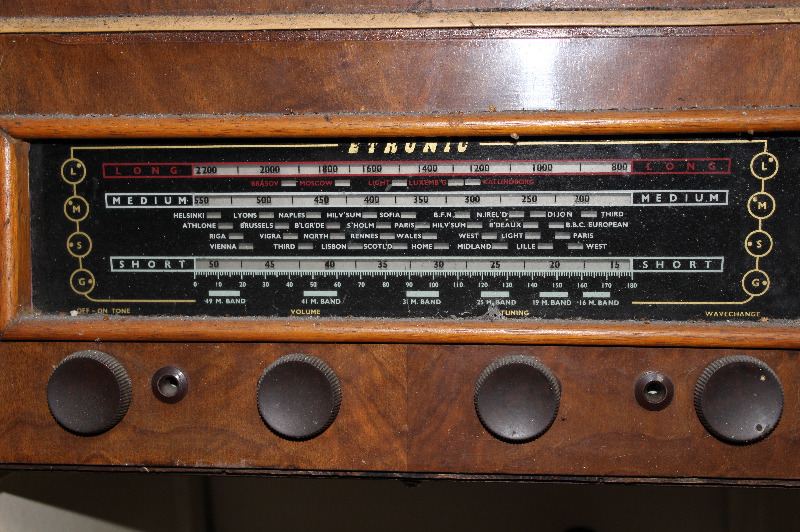 ETRONIC
L LONG 2200 2000 1800 1600 1400 1200 1000 800 LONG L
BRASOV MOSCOW LIGHT LUXEMB'G KATLENBORG
M MEDIUM 550 500 450 400 350 300 250 200 MEDIUM M
HELSINKI LYONS NAPLES HILV'SUM SOFIA B.F.N. N.IREL'D DIJON THIRD
ATHLONE BRUSSELS B'LGR'DE S'HOLM PARIS HILV'SUM B'DEAUX B.B.C. EUROPEAN
S RIGA VIGRA NORTH RENNES WALES WEST LIGHT PARIS S
VIENNA THIRD LISBON SCOTL'D HOME MIDLAND LILLE WEST
SHORT 50 45 40 35 30 25 20 15 SHORT
G 0 10 20 30 40 50 60 70 80 90 100 110 120 130 140 150 160 170 180 G
49 M. BAND 41 M. BAND 31 M. BAND 25 M. BAND 19 M. BAND 16 M. BAND
OFF - ON TONE VOLUME TUNING WAVECHANGE